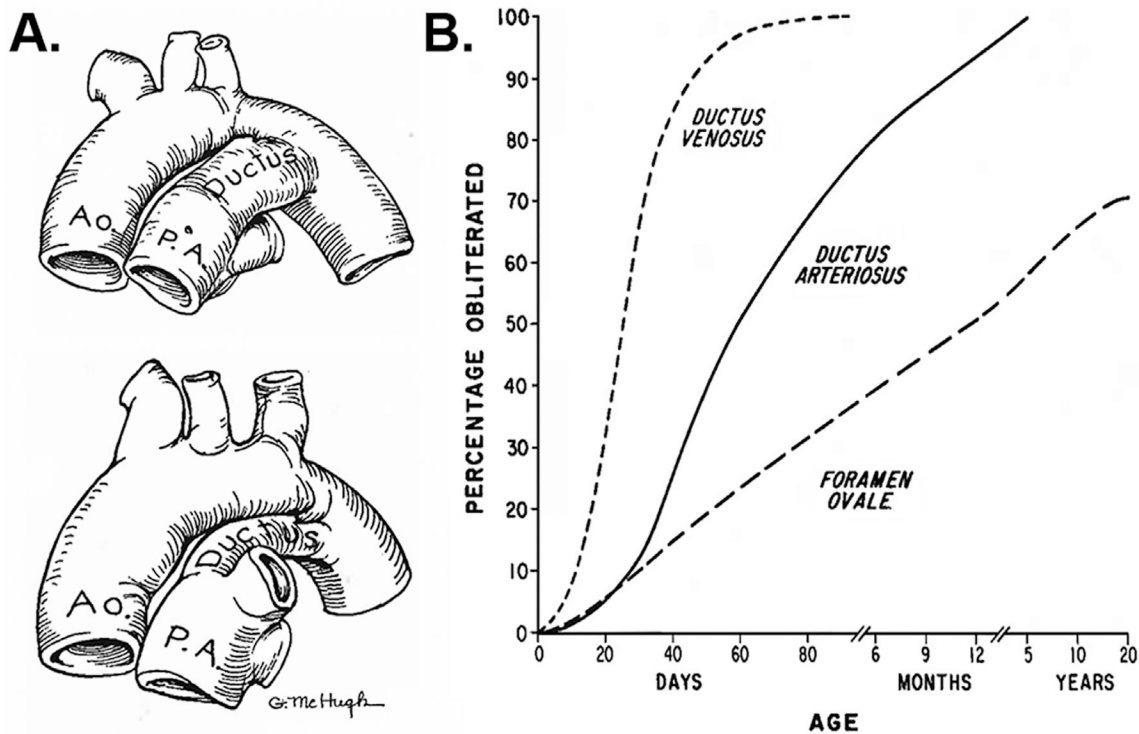 A.
Ao.
Ductus
P.A.
Ao.
Ductus
P.A.
G. McHugh
B.
PERCENTAGE OBLITERATED
100
90
80
70
60
50
40
30
20
10
0
DUCTUS
VENOSUS
DUCTUS
ARTERIOSUS
FORAMEN
OVALE
0 20 40 60 80 6 9 12 5 10 20
DAYS MONTHS YEARS
AGE